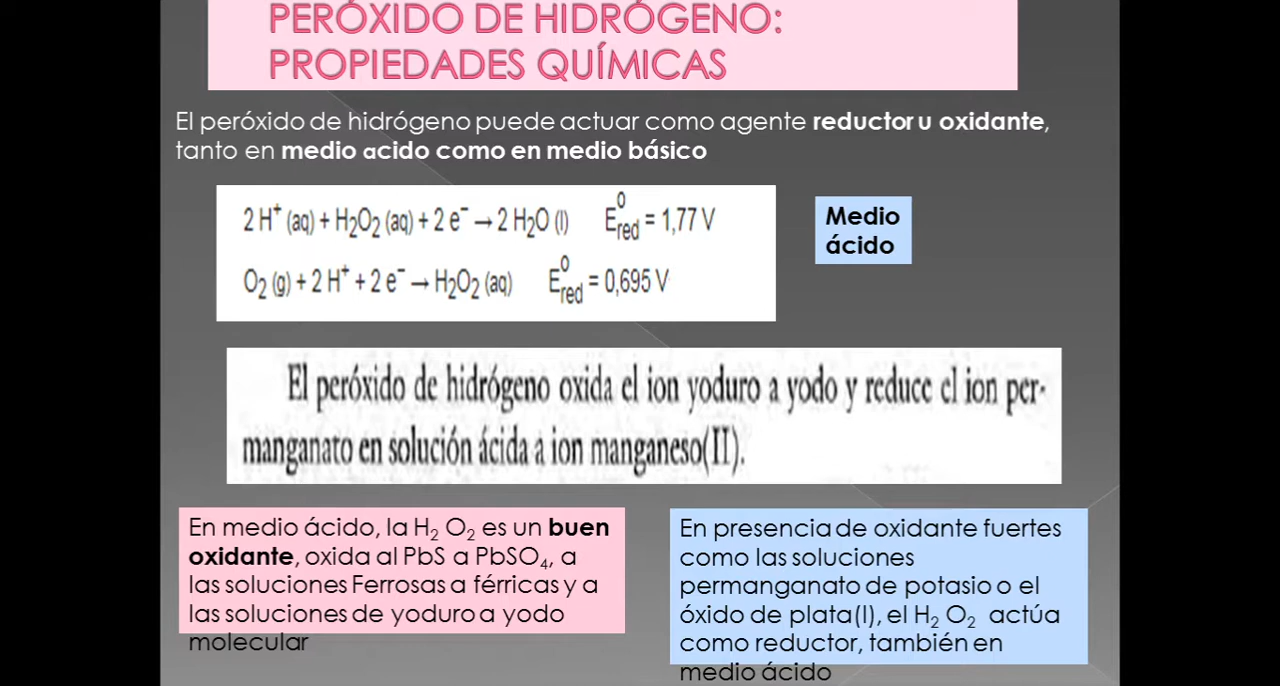 PERÓXIDO DE HIDRÓGENO:
PROPIEDADES QUÍMICAS
El peróxido de hidrógeno puede actuar como agente reductor u oxidante,
tanto en medio acido como en medio básico
2 H⁺ (aq) + H₂O₂ (aq) + 2 e⁻ → 2 H₂O (l) E⁰red = 1,77 V
Medio
ácido
O₂ (g) + 2 H⁺ + 2 e⁻ → H₂O₂ (aq) E⁰red = 0,695 V
El peróxido de hidrógeno oxida el ion yoduro a yodo y reduce el ion per-
manganato en solución ácida a ion manganeso(II).
En medio ácido, la H₂ O₂ es un buen
oxidante, oxida al PbS a PbSO₄, a
las soluciones Ferrosas a férricas y a
las soluciones de yoduro a yodo
molecular
En presencia de oxidante fuertes
como las soluciones
permanganato de potasio o el
óxido de plata(I), el H₂ O₂ actúa
como reductor, también en
medio ácido